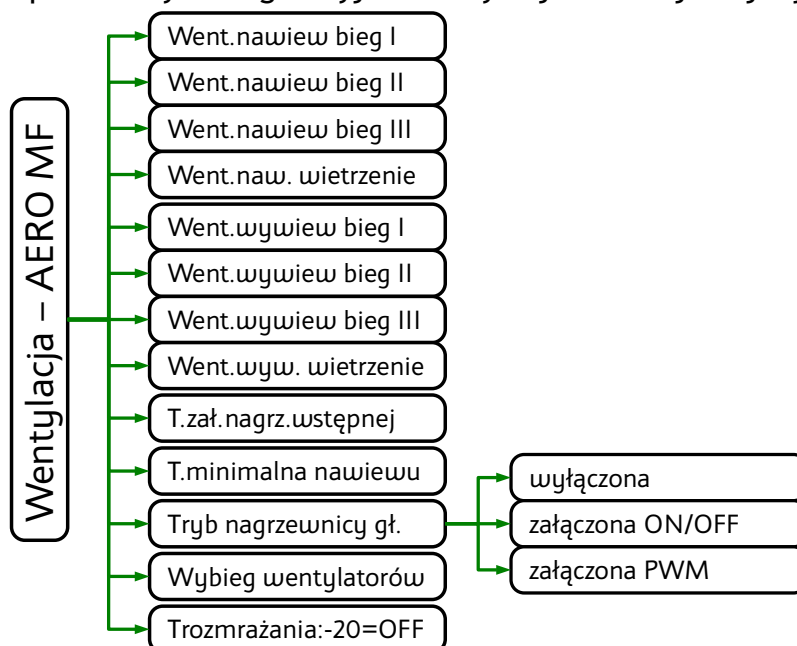 Wentylacja – AERO MF
Went.nawiew bieg I
Went.nawiew bieg II
Went.nawiew bieg III
Went.naw. wietrzenie
Went.wywiew bieg I
Went.wywiew bieg II
Went.wywiew bieg III
Went.wyw. wietrzenie
T.zał.nagrz.wstępnej
T.minimalna nawiewu
Tryb nagrzewnicy gł.
wyłączona
załączona ON/OFF
załączona PWM
Wybieg wentylatorów
Trozmrażania:-20=OFF